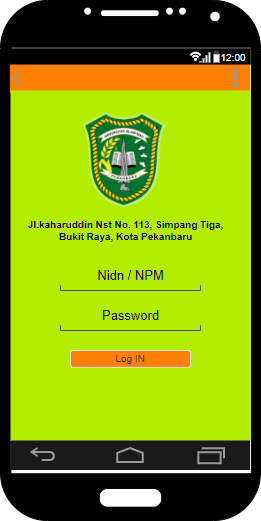 12:00
Jl.kaharuddin Nst No. 113, Simpang Tiga,
Bukit Raya, Kota Pekanbaru
Nidn / NPM
Password
Log IN